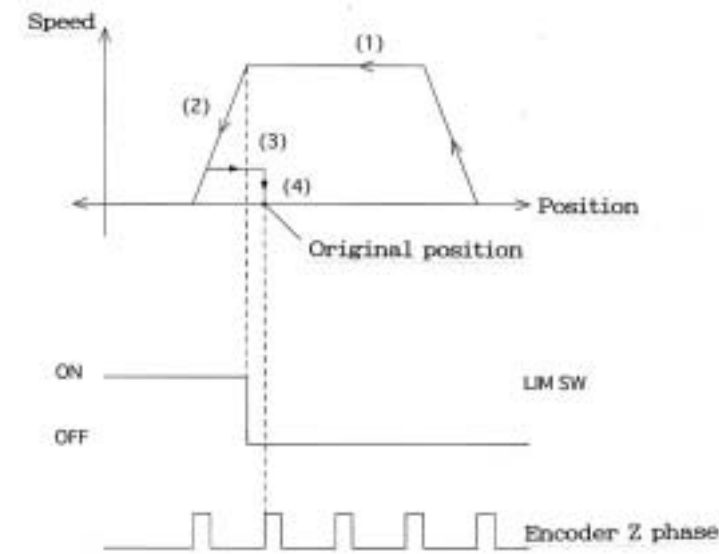 Speed
(1)
(2)
(3)
(4)
Position
Original position
ON
LIM SW
OFF
Encoder Z phase